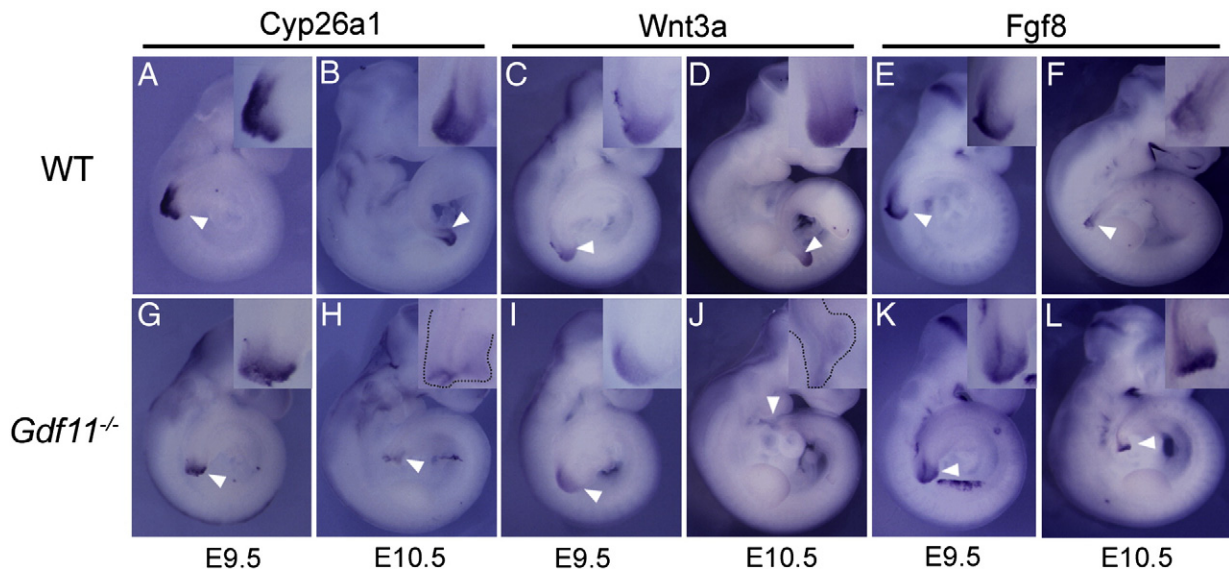 Cyp26a1 Wnt3a Fgf8
A B C D E F
WT
G H I J K L
Gdf11-/-
E9.5 E10.5 E9.5 E10.5 E9.5 E10.5